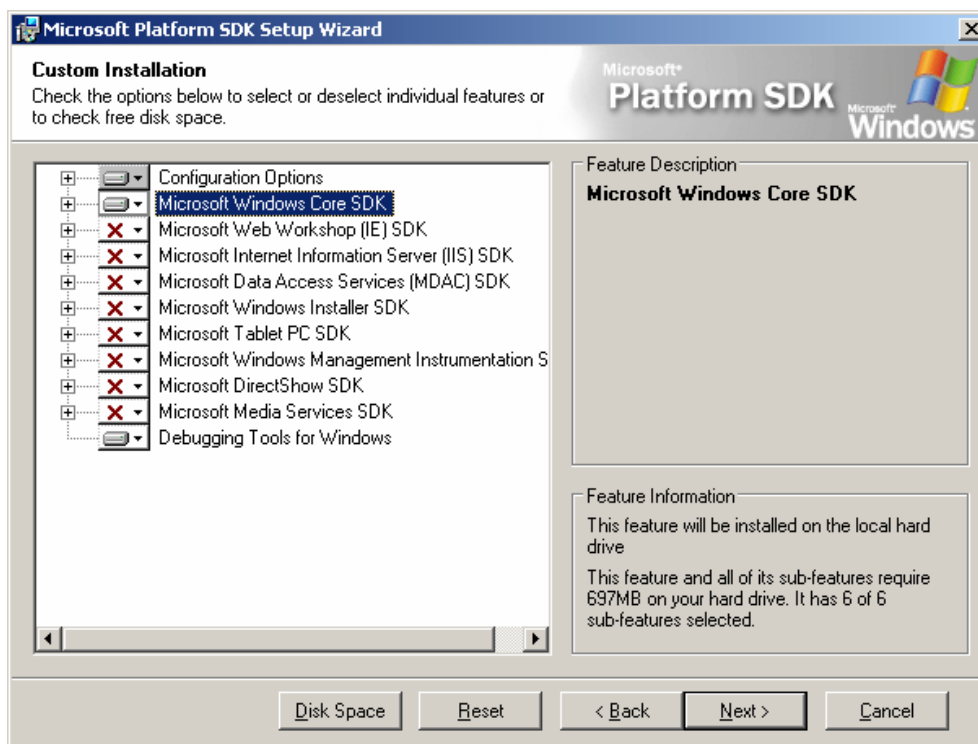 Microsoft Platform SDK Setup Wizard
Custom Installation
Check the options below to select or deselect individual features or
to check free disk space.
Microsoft
Platform SDK
Microsoft
Windows
Configuration Options
Microsoft Windows Core SDK
Microsoft Web Workshop (IE) SDK
Microsoft Internet Information Server (IIS) SDK
Microsoft Data Access Services (MDAC) SDK
Microsoft Windows Installer SDK
Microsoft Tablet PC SDK
Microsoft Windows Management Instrumentation S
Microsoft DirectShow SDK
Microsoft Media Services SDK
Debugging Tools for Windows
Feature Description
Microsoft Windows Core SDK
Feature Information
This feature will be installed on the local hard
drive
This feature and all of its sub-features require
697MB on your hard drive. It has 6 of 6
sub-features selected.
Disk Space
Reset
< Back
Next >
Cancel